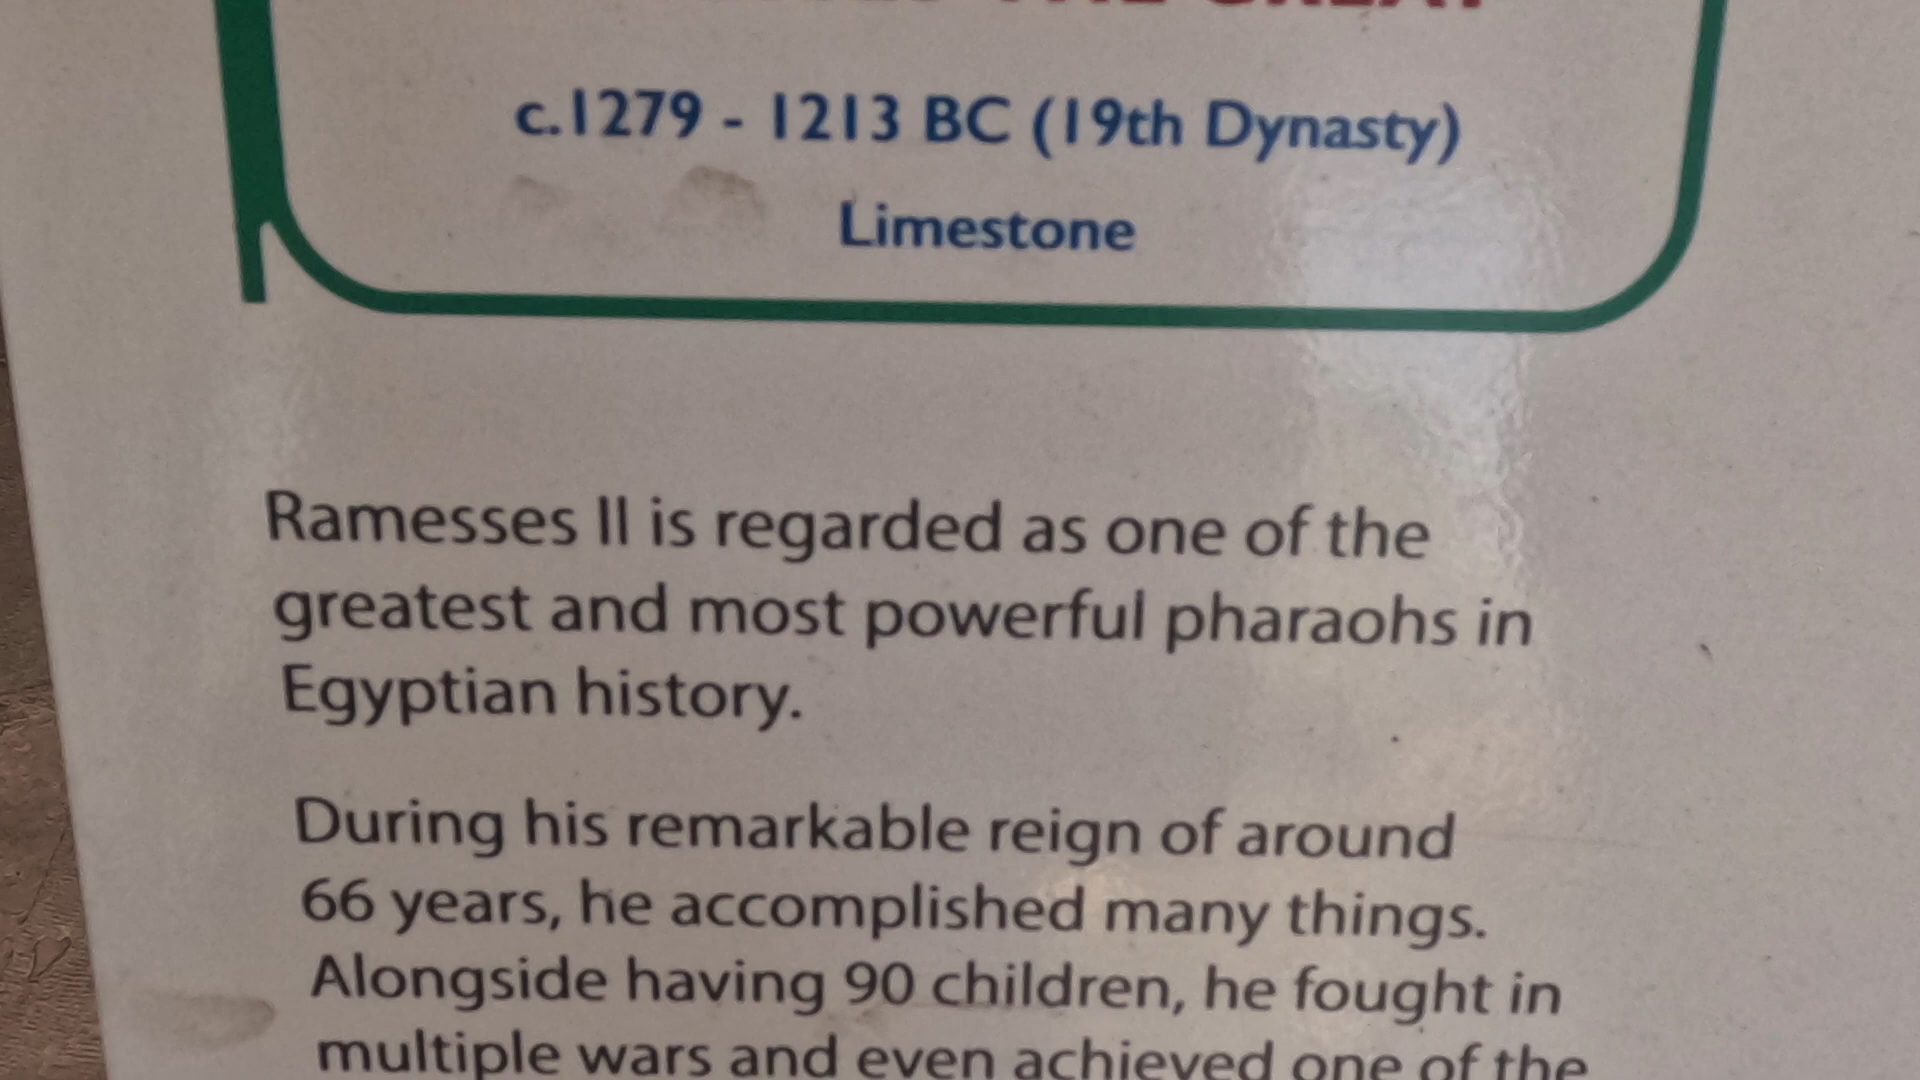 THE GREAT
c.1279 - 1213 BC (19th Dynasty)
Limestone
Ramesses II is regarded as one of the
greatest and most powerful pharaohs in
Egyptian history.
During his remarkable reign of around
66 years, he accomplished many things.
Alongside having 90 children, he fought in
multiple wars and even achieved one of the